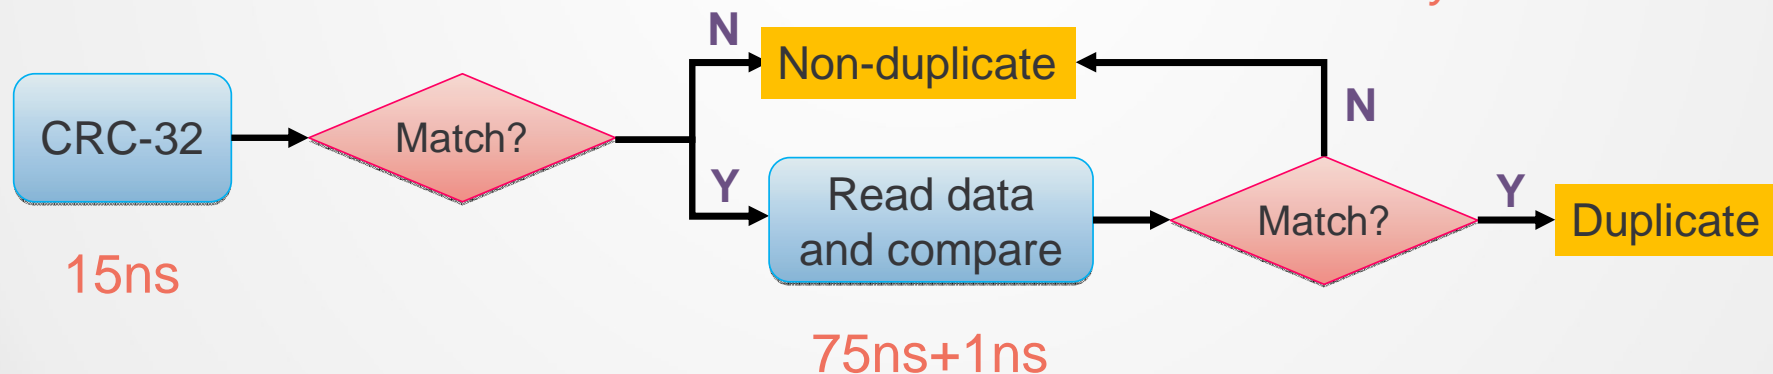 N
Non-duplicate
CRC-32
Match?
N
Y
Read data
and compare
Match?
Y
Duplicate
15ns
75ns+1ns